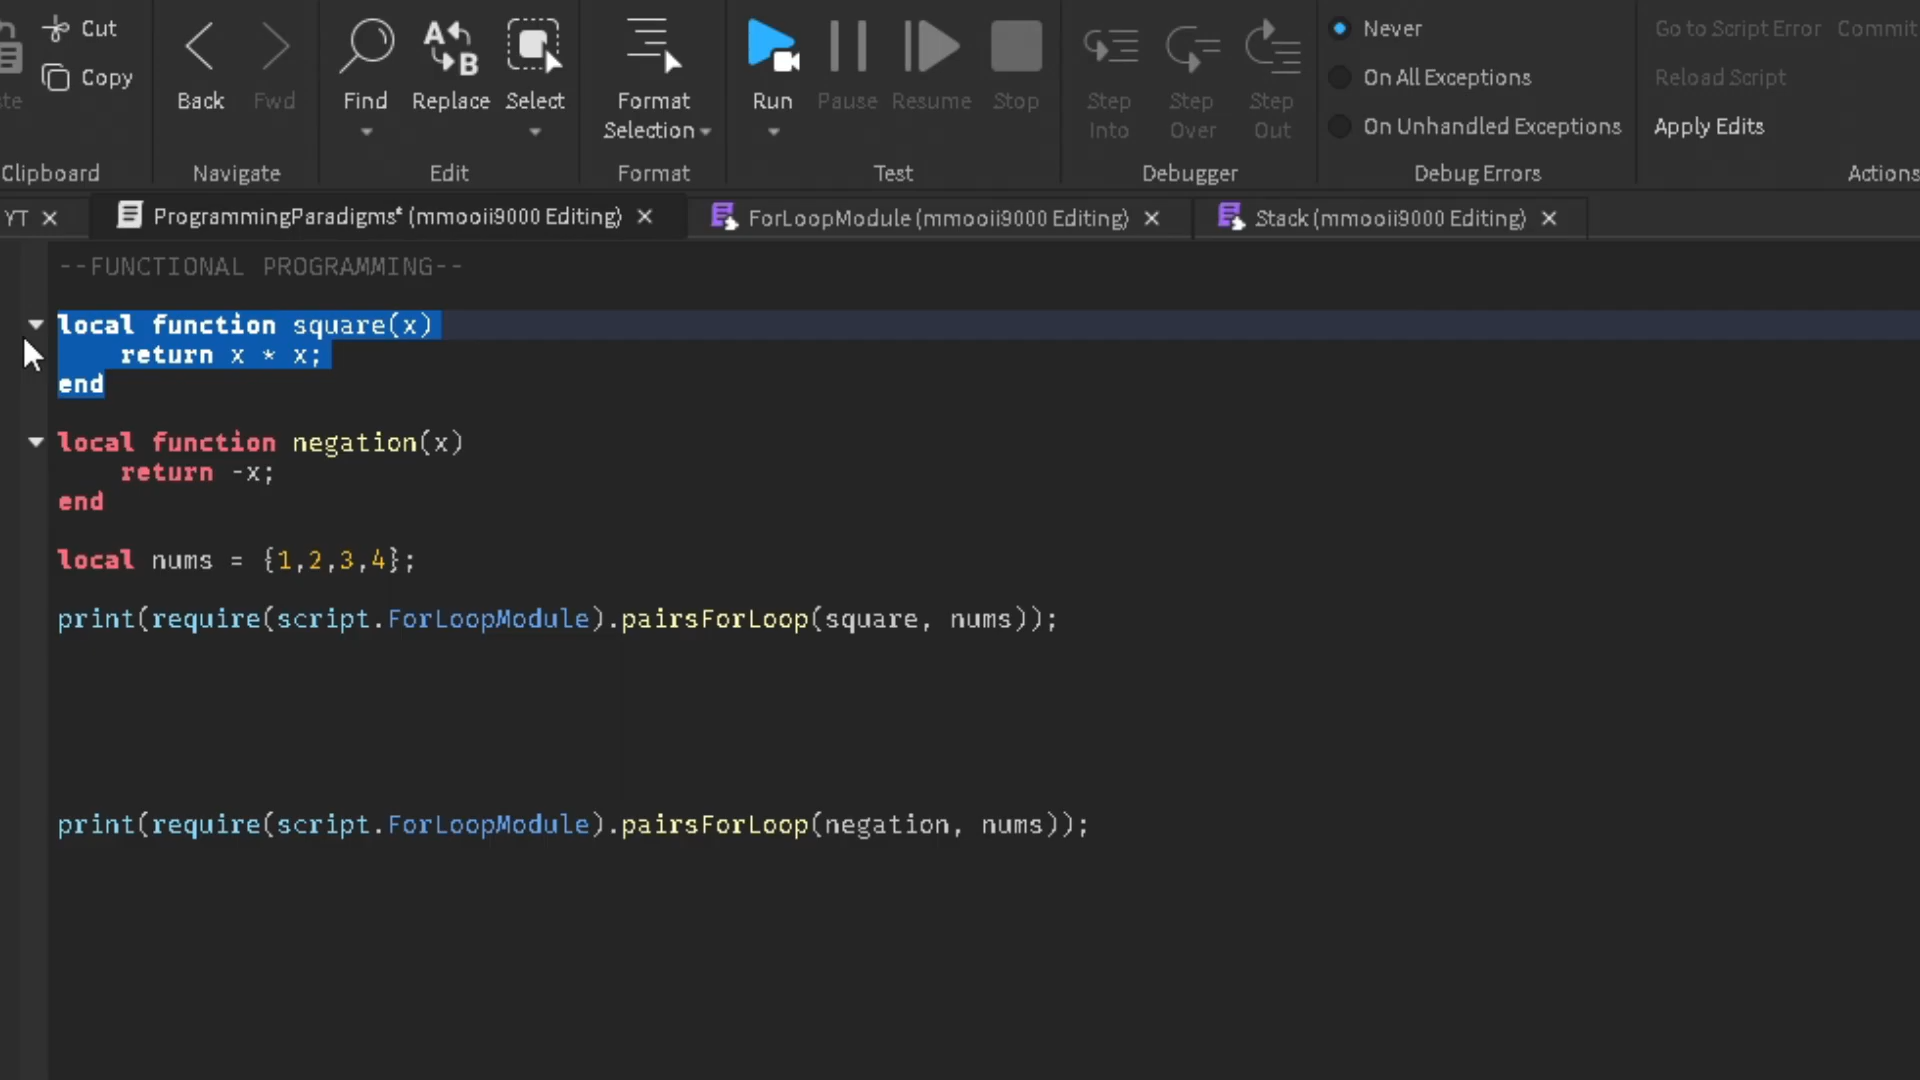 Cut
Copy
Clipboard
Back
Fwd
Navigate
Find
Replace
Select
Edit
Format
Selection
Format
Run
Pause
Resume
Stop
Test
Step
Into
Step
Over
Step
Out
Debugger
Never
On All Exceptions
On Unhandled Exceptions
Debug Errors
Go to Script Error
Commit
Reload Script
Apply Edits
Actions
YT
ProgrammingParadigms* (mmooii9000 Editing)
ForLoopModule (mmooii9000 Editing)
Stack (mmooii9000 Editing)
--FUNCTIONAL PROGRAMMING--
local function square(x)
return x * x;
end
local function negation(x)
return -x;
end
local nums = {1,2,3,4};
print(require(script.ForLoopModule).pairsForLoop(square, nums));
print(require(script.ForLoopModule).pairsForLoop(negation, nums));